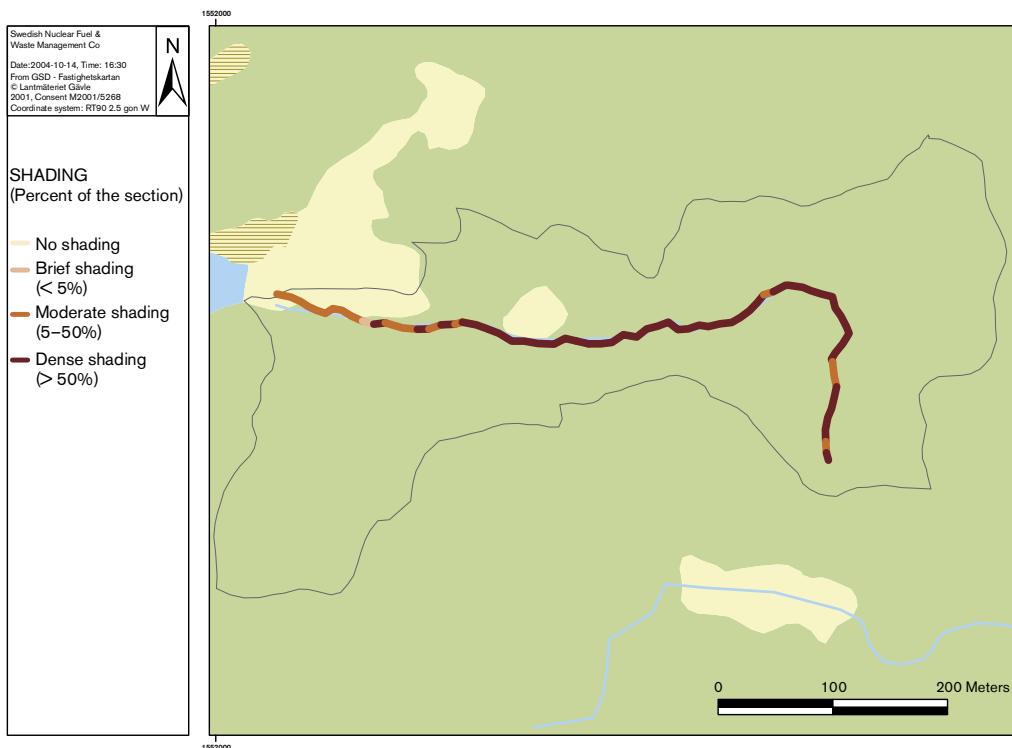 1552000
Swedish Nuclear Fuel &
Waste Management Co
Date:2004-10-14, Time: 16:30
From GSD - Fastighetskartan
© Lantmäteriet Gävle
2001, Consent M2001/5268
Coordinate system: RT90 2.5 gon W
N
SHADING
(Percent of the section)
No shading
Brief shading
(< 5%)
Moderate shading
(5–50%)
Dense shading
(> 50%)
0 100 200 Meters
1552000